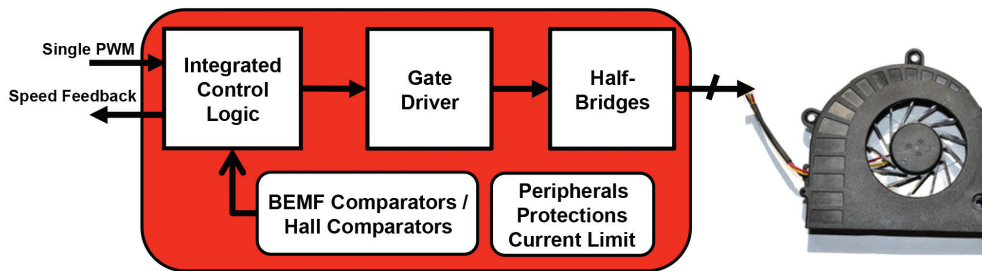 Single PWM
Speed Feedback
Integrated
Control
Logic
Gate
Driver
Half-
Bridges
BEMF Comparators /
Hall Comparators
Peripherals
Protections
Current Limit